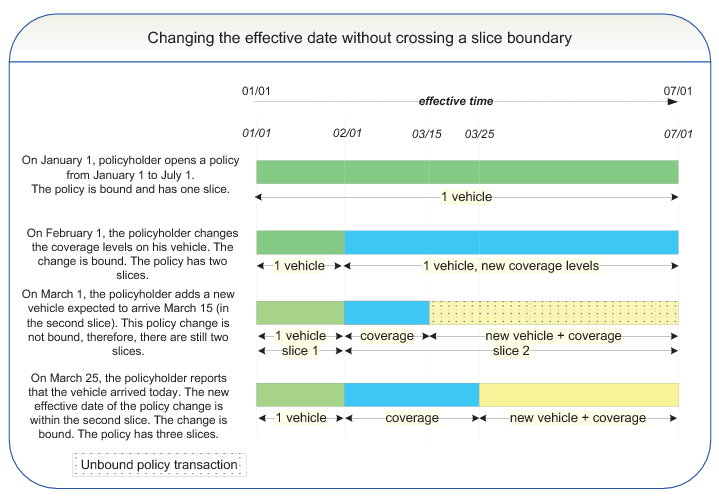 Changing the effective date without crossing a slice boundary
01/01
07/01
effective time
01/01
02/01
03/15
03/25
07/01
On January 1, policyholder opens a policy
from January 1 to July 1.
The policy is bound and has one slice.
1 vehicle
On February 1, the policyholder changes
the coverage levels on his vehicle. The
change is bound. The policy has two
slices.
1 vehicle
1 vehicle, new coverage levels
On March 1, the policyholder adds a new
vehicle expected to arrive March 15 (in
the second slice). This policy change is
not bound, therefore, there are still two
slices.
1 vehicle
coverage
new vehicle + coverage
slice 1
slice 2
On March 25, the policyholder reports
that the vehicle arrived today. The new
effective date of the policy change is
within the second slice. The change is
bound. The policy has three slices.
1 vehicle
coverage
new vehicle + coverage
Unbound policy transaction